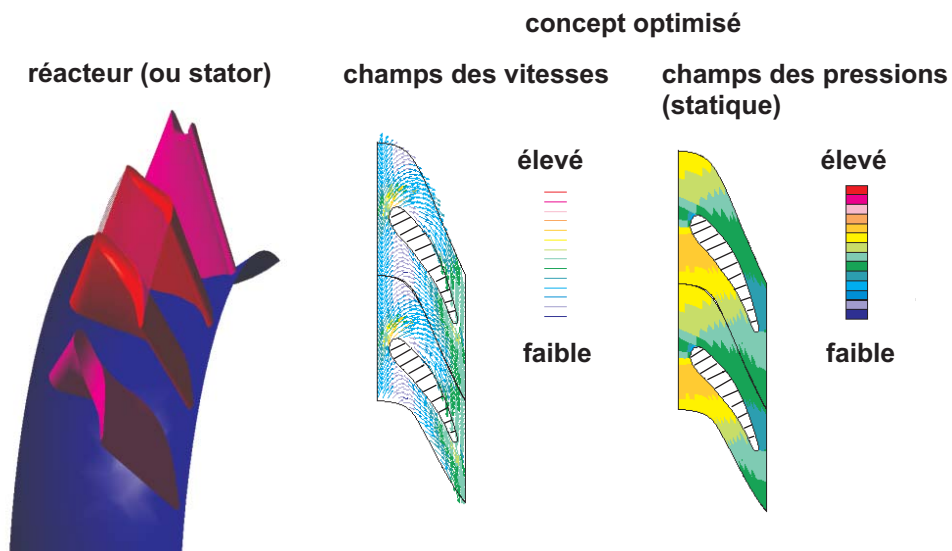 concept optimisé
réacteur (ou stator)
champs des vitesses
champs des pressions
(statique)
élevé
faible
élevé
faible